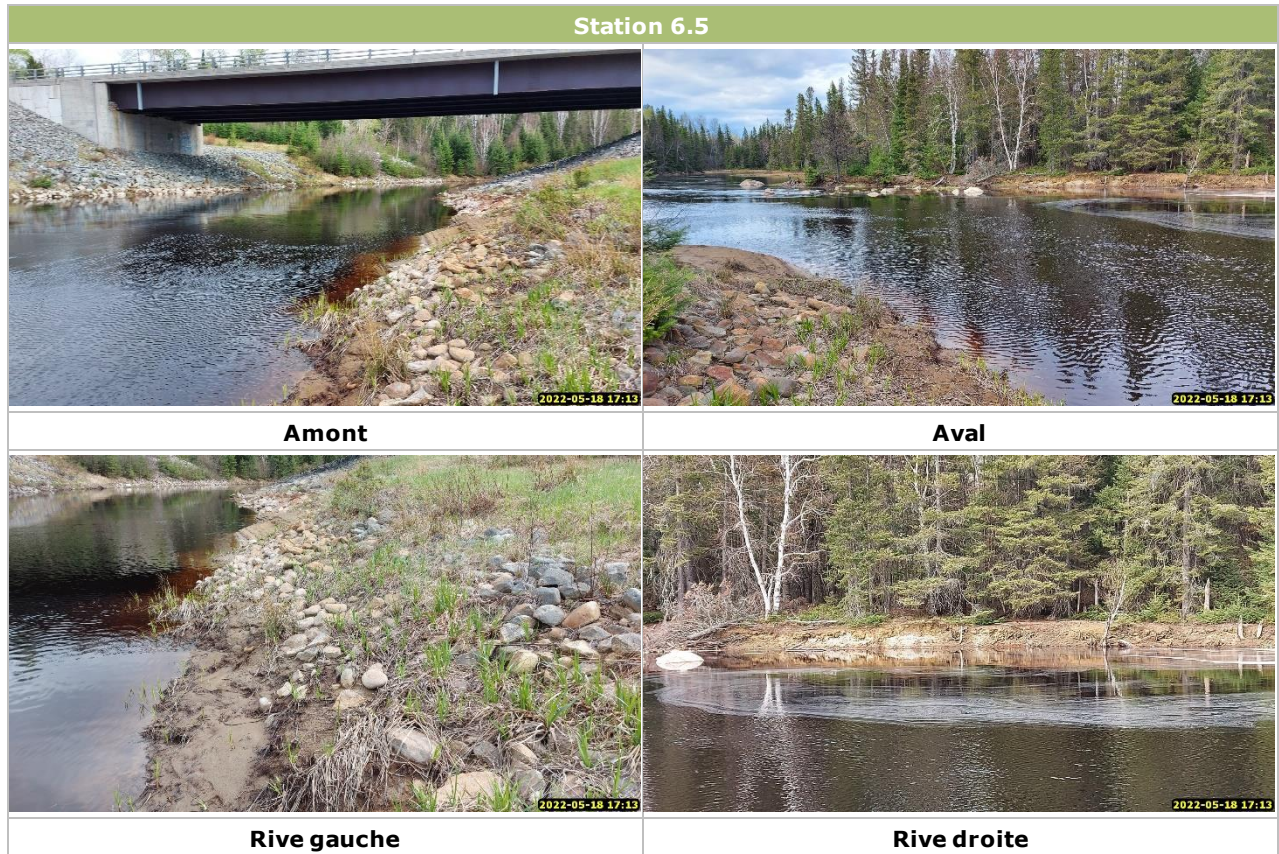 Station 6.5
2022-05-18 17:13
2022-05-18 17:13
Amont
Aval
2022-05-18 17:13
2022-05-18 17:13
Rive gauche
Rive droite